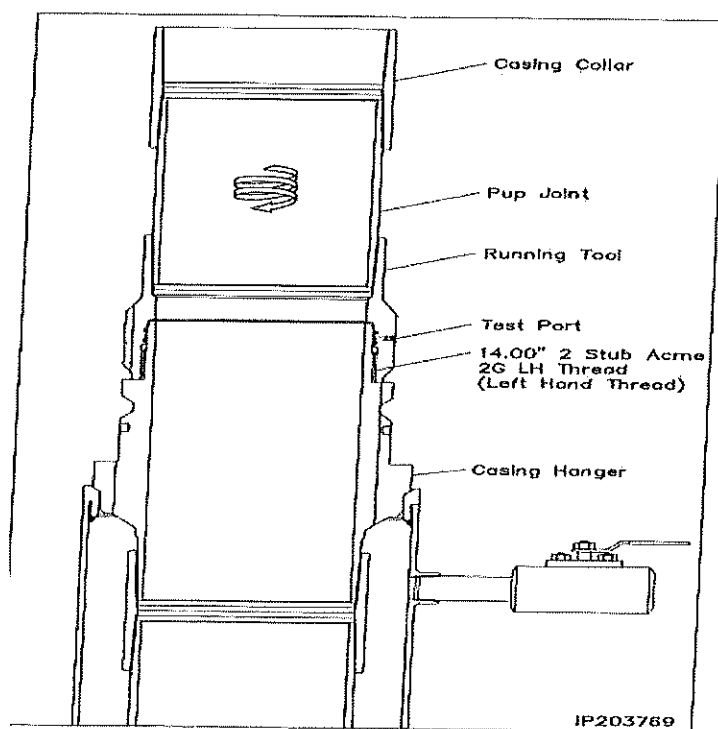 Casing Collar
Pup Joint
Running Tool
Test Port
14.00" 2 Stub Acme
2G LH Thread
(Left Hand Thread)
Casing Hanger
IP203769